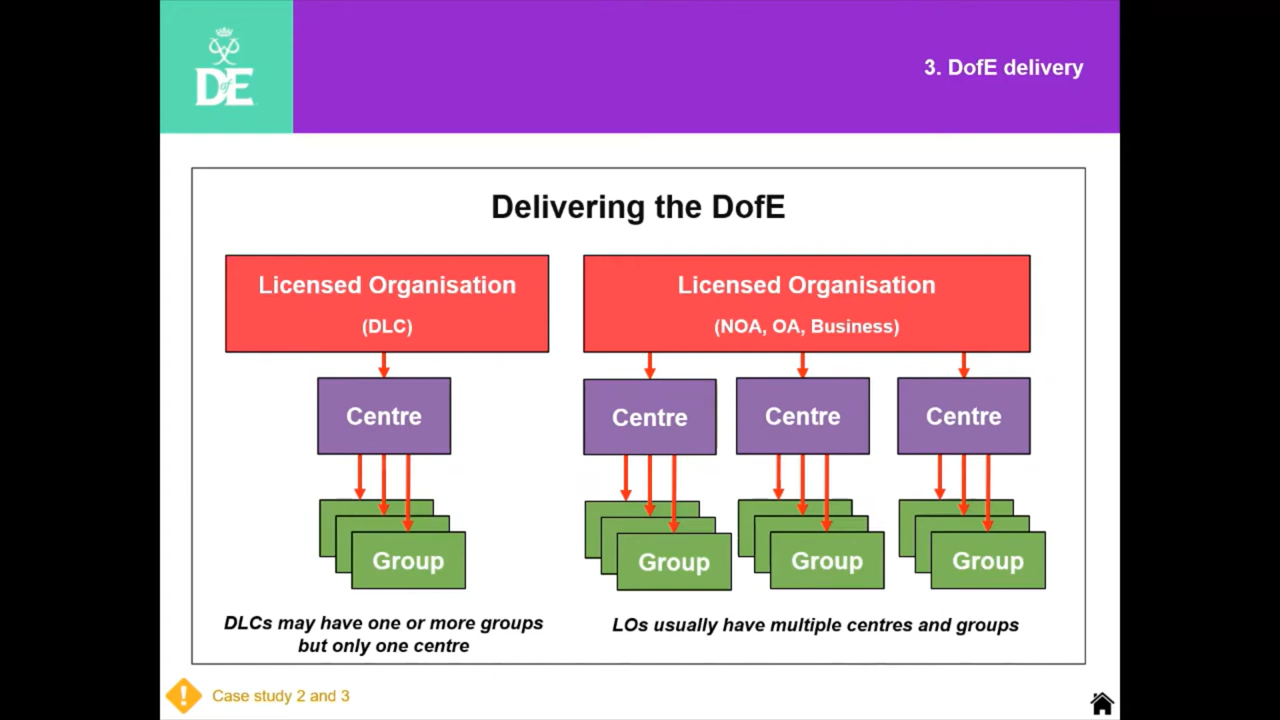 DofE
3. DofE delivery
Delivering the DofE
Licensed Organisation
(DLC)
Licensed Organisation
(NOA, OA, Business)
Centre
Centre
Centre
Centre
Group
Group
Group
Group
DLCs may have one or more groups
but only one centre
LOs usually have multiple centres and groups
! Case study 2 and 3